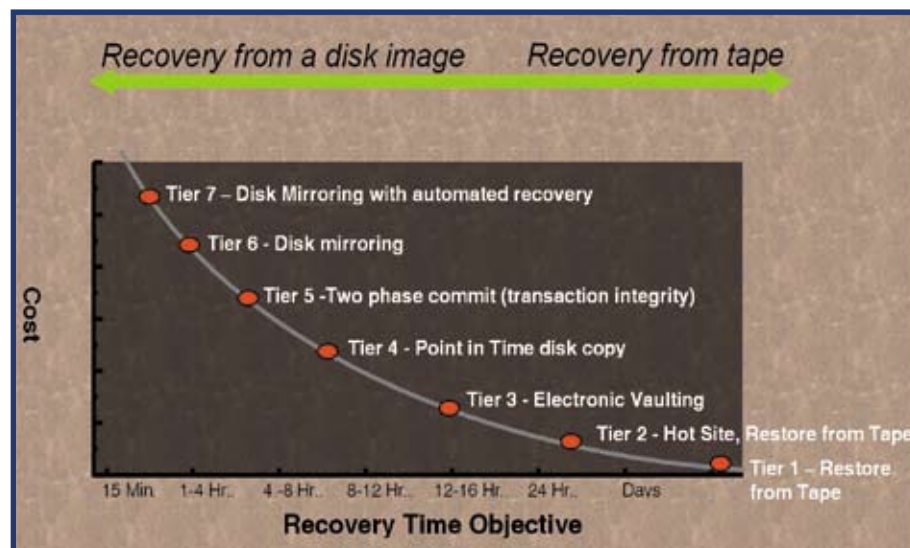 Recovery from a disk image
Recovery from tape
Tier 7 – Disk Mirroring with automated recovery
Tier 6 - Disk mirroring
Tier 5 -Two phase commit (transaction integrity)
Tier 4 - Point in Time disk copy
Tier 3 - Electronic Vaulting
Tier 2 - Hot Site, Restore from Tape
Tier 1 – Restore
from Tape
Cost
15 Min. 1-4 Hr.. 4.-8 Hr.. 8-12 Hr.. 12-16 Hr.. 24 Hr.. Days
Recovery Time Objective